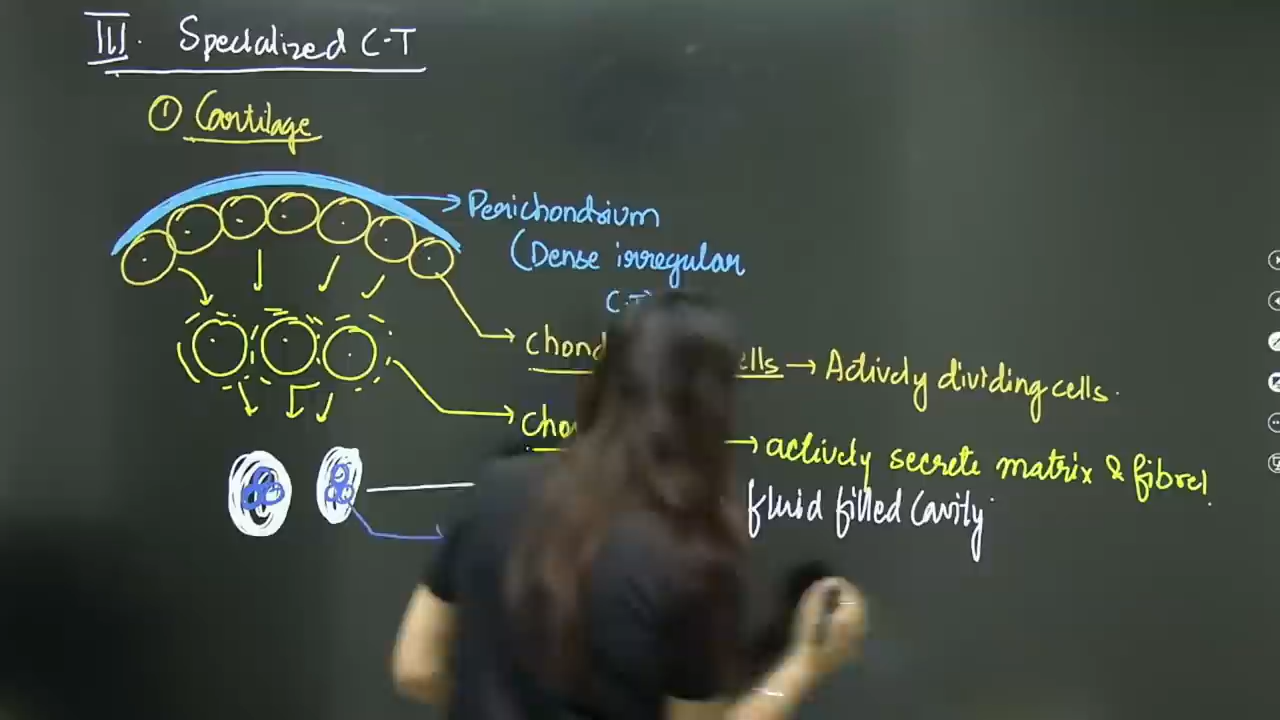 III. Specialized C-T
① Cartilage
Perichondrium
(Dense irregular
C-T)
Chond ells → Actively dividing cells.
Cho → actively secrete matrix & fibres.
fluid filled Cavity